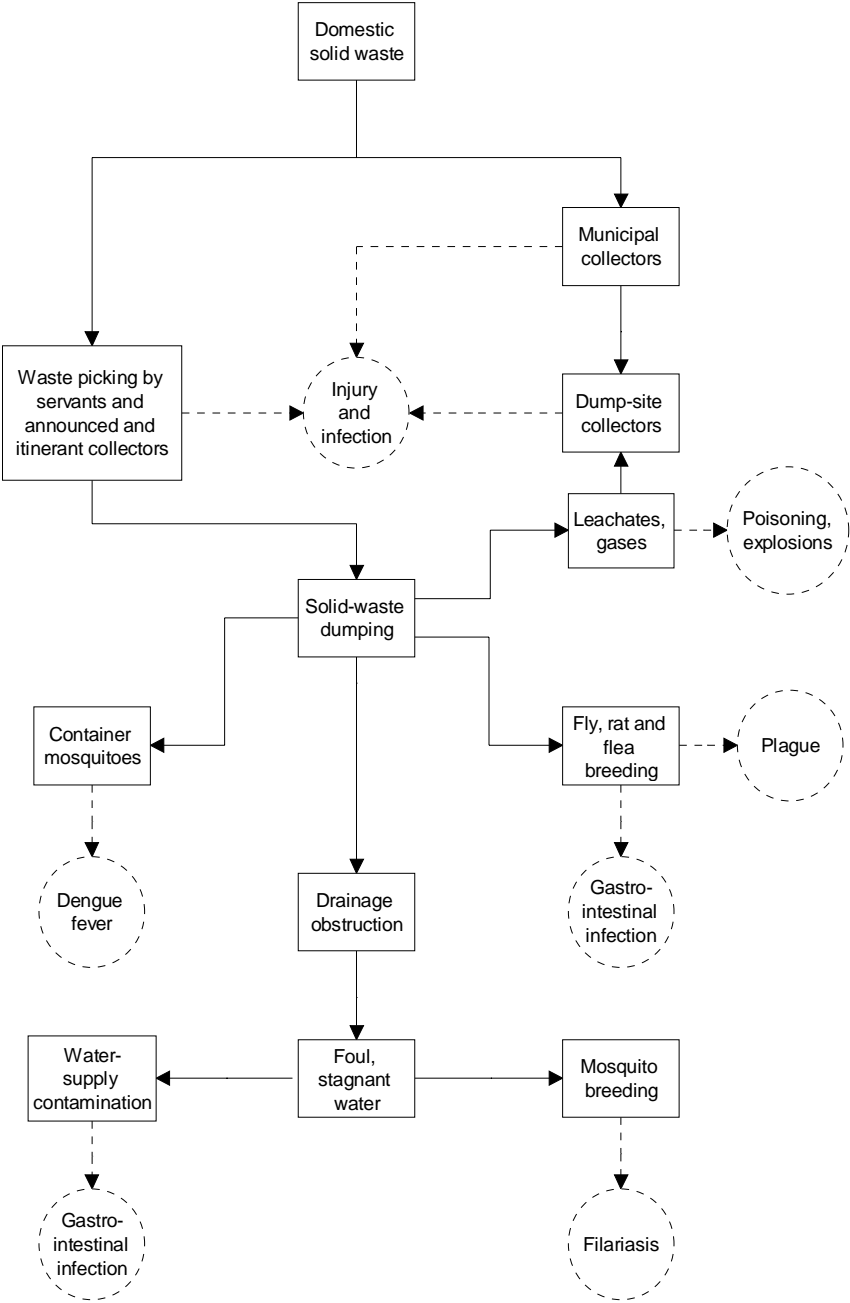 Domestic
solid waste
Municipal
collectors
Waste picking by
servants and
announced and
itinerant collectors
Injury
and
infection
Dump-site
collectors
Leachates,
gases
Poisoning,
explosions
Solid-waste
dumping
Container
mosquitoes
Fly, rat and
flea
breeding
Plague
Dengue
fever
Drainage
obstruction
Gastro-
intestinal
infection
Water-
supply
contamination
Foul,
stagnant
water
Mosquito
breeding
Gastro-
intestinal
infection
Filariasis